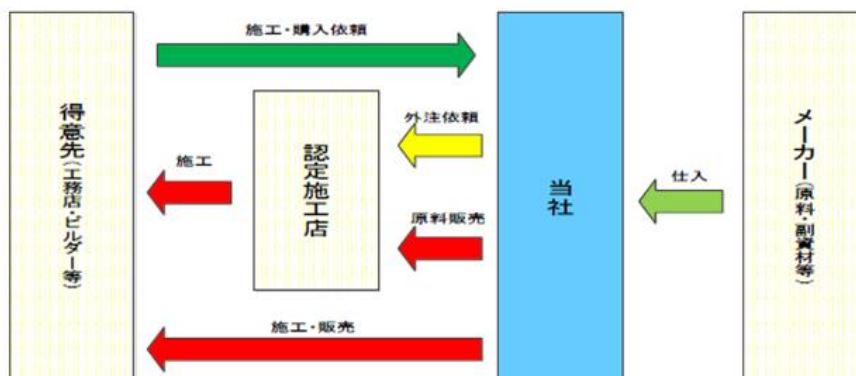 施工・購入依頼
得意先(工務店・ビルダー等)
施工
認定施工店
外注依頼
原料販売
施工・販売
当社
仕入
メーカー(原料・副資材等)